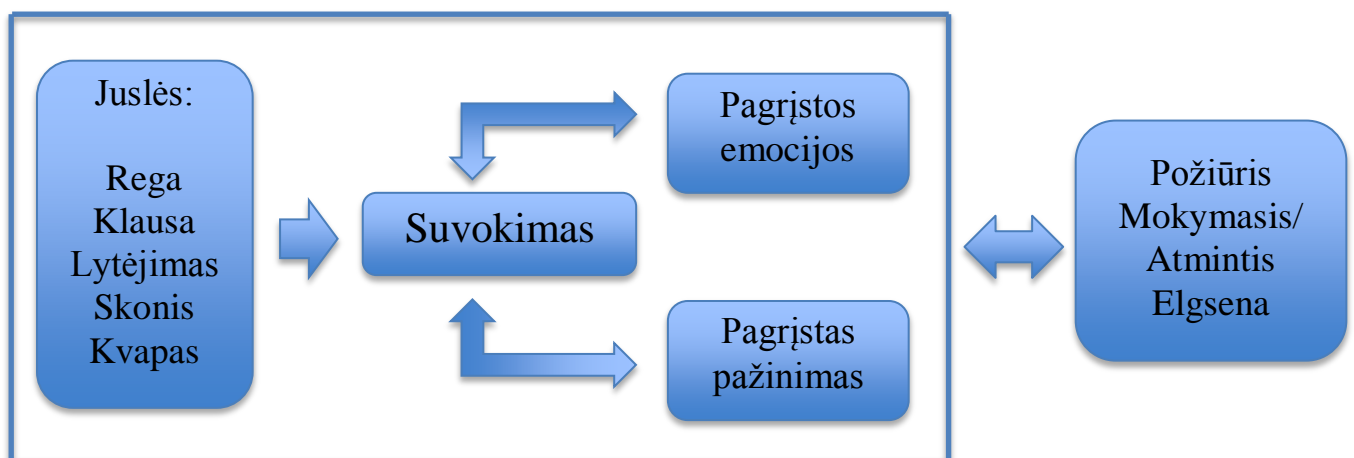 Juslės:
Rega
Klausa
Lytėjimas
Skonis
Kvapas
Suvokimas
Pagrįstos
emocijos
Pagrįstas
pažinimas
Požiūris
Mokymasis/
Atmintis
Elgsena